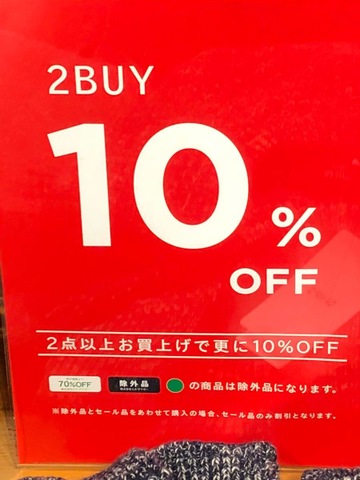 2BUY
10%
OFF
2点以上お買上げで更に10%OFF
70%OFF 除外品 の商品は除外品になります。
※除外品とセール品をあわせて購入の場合、セール品のみ割引となります。